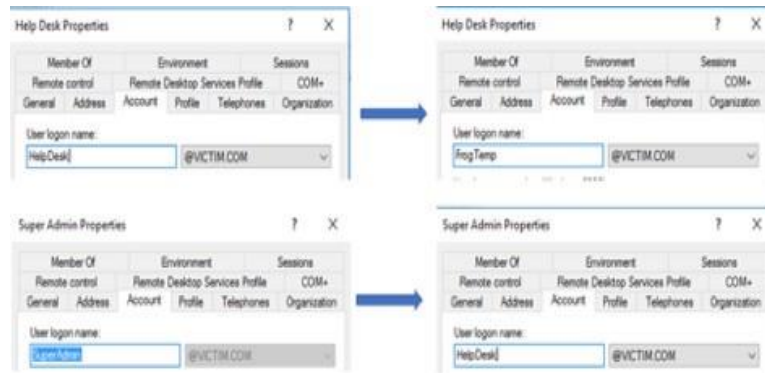 Help Desk Properties ? X
Member Of Environment Sessions
Remote control Remote Desktop Services Profile COM+
General Address Account Profile Telephones Organization
User logon name:
HelpDesk @VICTIM.COM
Help Desk Properties ? X
Member Of Environment Sessions
Remote control Remote Desktop Services Profile COM+
General Address Account Profile Telephones Organization
User logon name:
FrogTemp @VICTIM.COM
Super Admin Properties ? X
Member Of Environment Sessions
Remote control Remote Desktop Services Profile COM+
General Address Account Profile Telephones Organization
User logon name:
SuperAdmin @VICTIM.COM
Super Admin Properties ? X
Member Of Environment Sessions
Remote control Remote Desktop Services Profile COM+
General Address Account Profile Telephones Organization
User logon name:
HelpDesk @VICTIM.COM